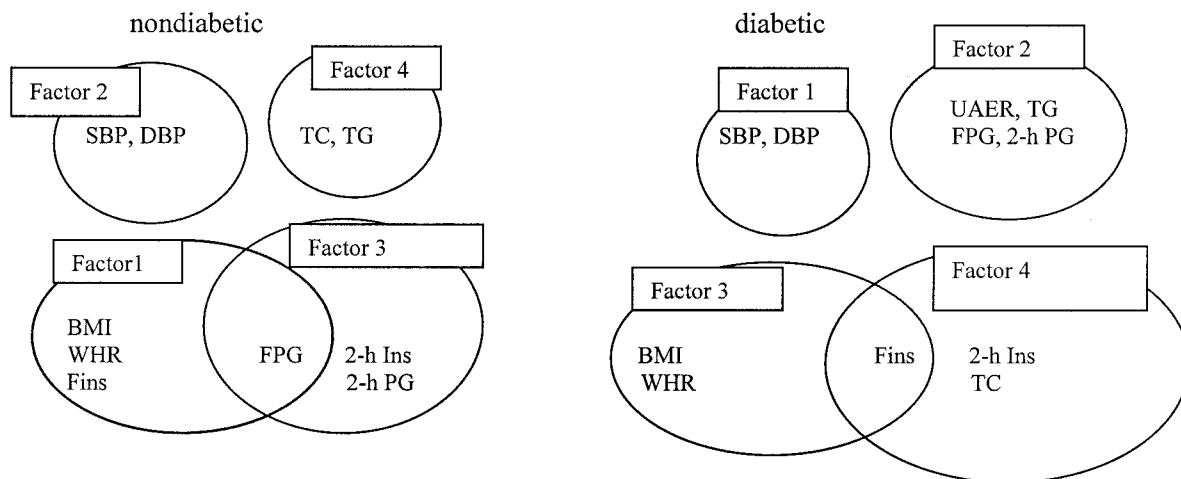 nondiabetic
Factor 2
SBP, DBP
Factor 4
TC, TG
Factor1
BMI
WHR
Fins
FPG
Factor 3
2-h Ins
2-h PG
diabetic
Factor 1
SBP, DBP
Factor 2
UAER, TG
FPG, 2-h PG
Factor 3
BMI
WHR
Fins
Factor 4
2-h Ins
TC